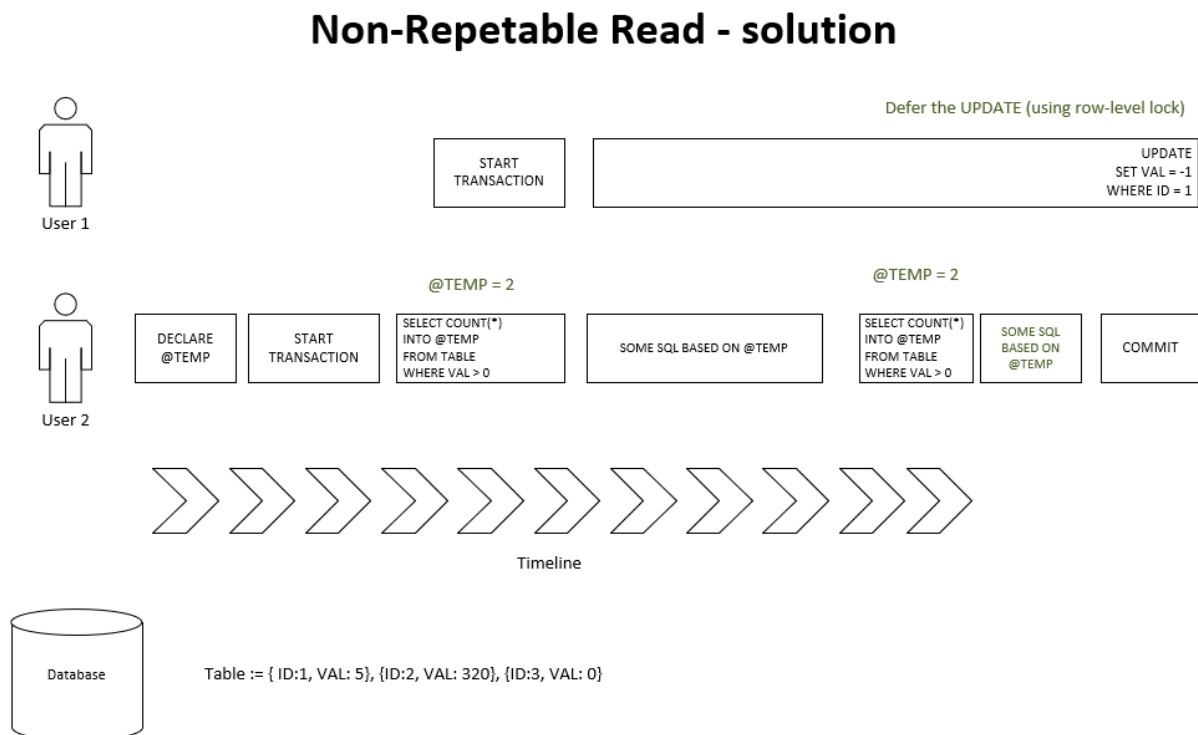 Non-Repetable Read - solution
Defer the UPDATE (using row-level lock)
START
TRANSACTION
UPDATE
SET VAL = -1
WHERE ID = 1
User 1
@TEMP = 2
@TEMP = 2
DECLARE
@TEMP
START
TRANSACTION
SELECT COUNT(*)
INTO @TEMP
FROM TABLE
WHERE VAL > 0
SOME SQL BASED ON @TEMP
SELECT COUNT(*)
INTO @TEMP
FROM TABLE
WHERE VAL > 0
SOME SQL
BASED ON
@TEMP
COMMIT
User 2
Timeline
Database
Table := { ID:1, VAL: 5}, {ID:2, VAL: 320}, {ID:3, VAL: 0}